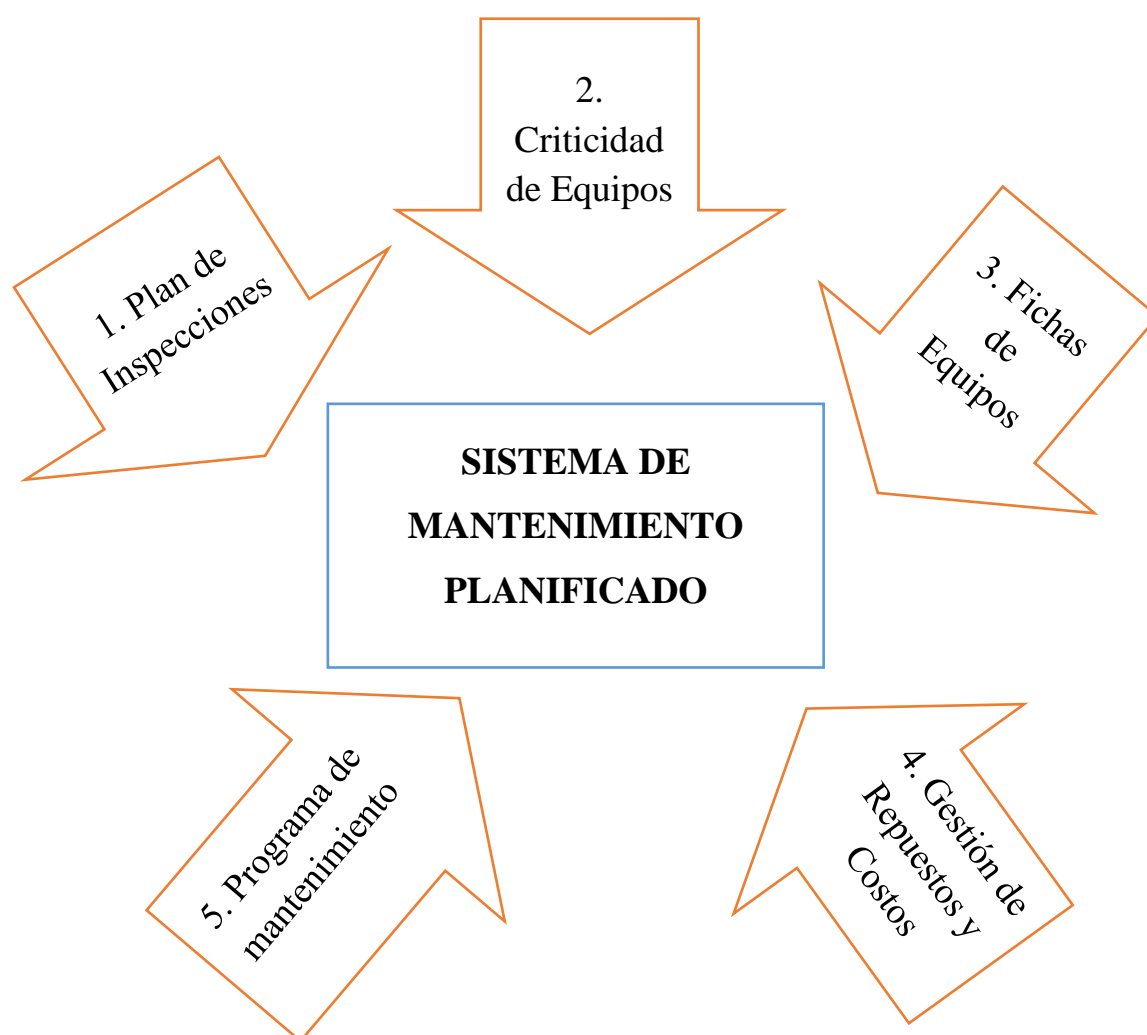 1. Plan de
Inspecciones
2.
Criticidad
de Equipos
3. Fichas
de
Equipos
SISTEMA DE
MANTENIMIENTO
PLANIFICADO
4. Gestión de
Repuestos y
Costos
5. Programa de
mantenimiento